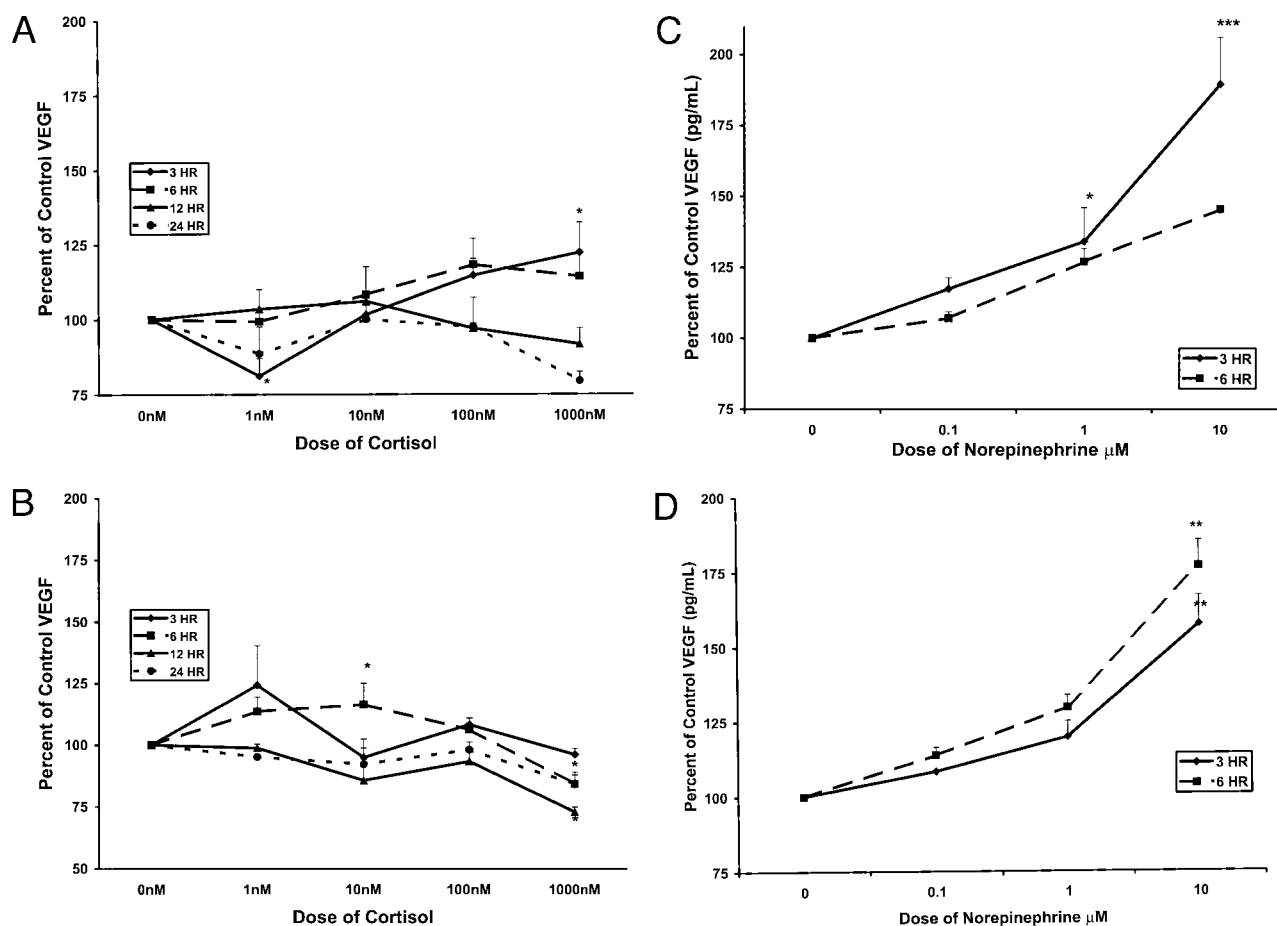 A
Percent of Control VEGF
200
175
150
125
100
75
3 HR
6 HR
12 HR
24 HR
*
*
0nM
1nM
10nM
100nM
1000nM
Dose of Cortisol
B
Percent of Control VEGF
200
175
150
125
100
75
50
3 HR
6 HR
12 HR
24 HR
*
*
*
0nM
1nM
10nM
100nM
1000nM
Dose of Cortisol
C
Percent of Control VEGF (pg/mL)
200
175
150
125
100
75
***
*
3 HR
6 HR
0
0.1
1
10
Dose of Norepinephrine μM
D
Percent of Control VEGF (pg/mL)
200
175
150
125
100
75
**
**
3 HR
6 HR
0
0.1
1
10
Dose of Norepinephrine μM